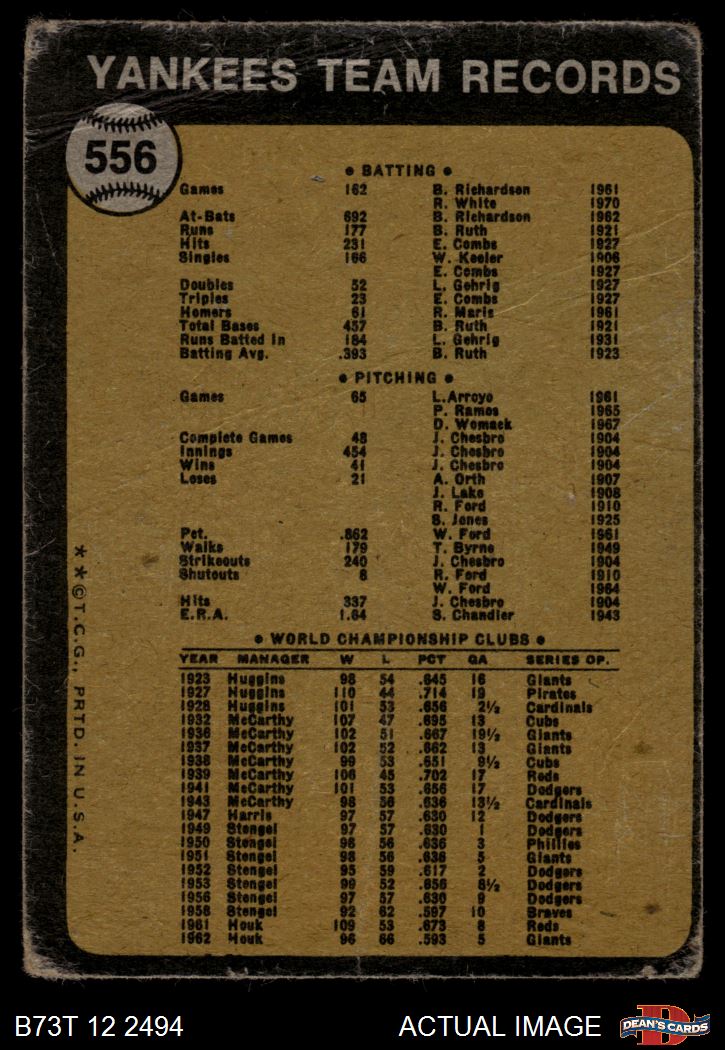 YANKEES TEAM RECORDS
556
• BATTING •
Games 162 B. Richardson 1961
R. White 1970
At-Bats 692 B. Richardson 1962
Runs 177 B. Ruth 1921
Hits 231 E. Combs 1927
Singles 166 W. Keeler 1906
E. Combs 1927
Doubles 52 L. Gehrig 1927
Triples 23 E. Combs 1927
Homers 61 R. Maris 1961
Total Bases 457 B. Ruth 1921
Runs Batted In 184 L. Gehrig 1931
Batting Avg. .393 B. Ruth 1923
• PITCHING •
Games 65 L. Arroyo 1961
P. Ramos 1965
D. Womack 1967
Complete Games 48 J. Chesbro 1904
Innings 454 J. Chesbro 1904
Wins 41 J. Chesbro 1904
Loses 21 A. Orth 1907
J. Lake 1908
R. Ford 1910
S. Jones 1925
Pct. .862 W. Ford 1961
Walks 179 T. Byrne 1949
Strikeouts 240 J. Chesbro 1904
Shutouts 8 R. Ford 1910
W. Ford 1964
Hits 337 J. Chesbro 1904
E.R.A. 1.64 S. Chandler 1943
• WORLD CHAMPIONSHIP CLUBS •
YEAR MANAGER W L PCT GA SERIES OP.
1923 Huggins 98 54 .645 16 Giants
1927 Huggins 110 44 .714 19 Pirates
1928 Huggins 101 53 .656 2½ Cardinals
1932 McCarthy 107 47 .695 13 Cubs
1936 McCarthy 102 51 .667 19½ Giants
1937 McCarthy 102 52 .662 13 Giants
1938 McCarthy 99 53 .651 9½ Cubs
1939 McCarthy 106 45 .702 17 Reds
1941 McCarthy 101 53 .656 17 Dodgers
1943 McCarthy 98 56 .636 13½ Cardinals
1947 Harris 97 57 .630 12 Dodgers
1949 Stengel 97 57 .630 1 Dodgers
1950 Stengel 98 56 .636 3 Phillies
1951 Stengel 98 56 .636 5 Giants
1952 Stengel 95 59 .617 2 Dodgers
1953 Stengel 99 52 .656 8½ Dodgers
1956 Stengel 97 57 .630 9 Dodgers
1958 Stengel 92 62 .597 10 Braves
1961 Houk 109 53 .673 8 Reds
1962 Houk 96 66 .593 5 Giants
**©T.C.G., PRTD. IN U.S.A.
B73T 12 2494
ACTUAL IMAGE
D
DEAN'S CARDS